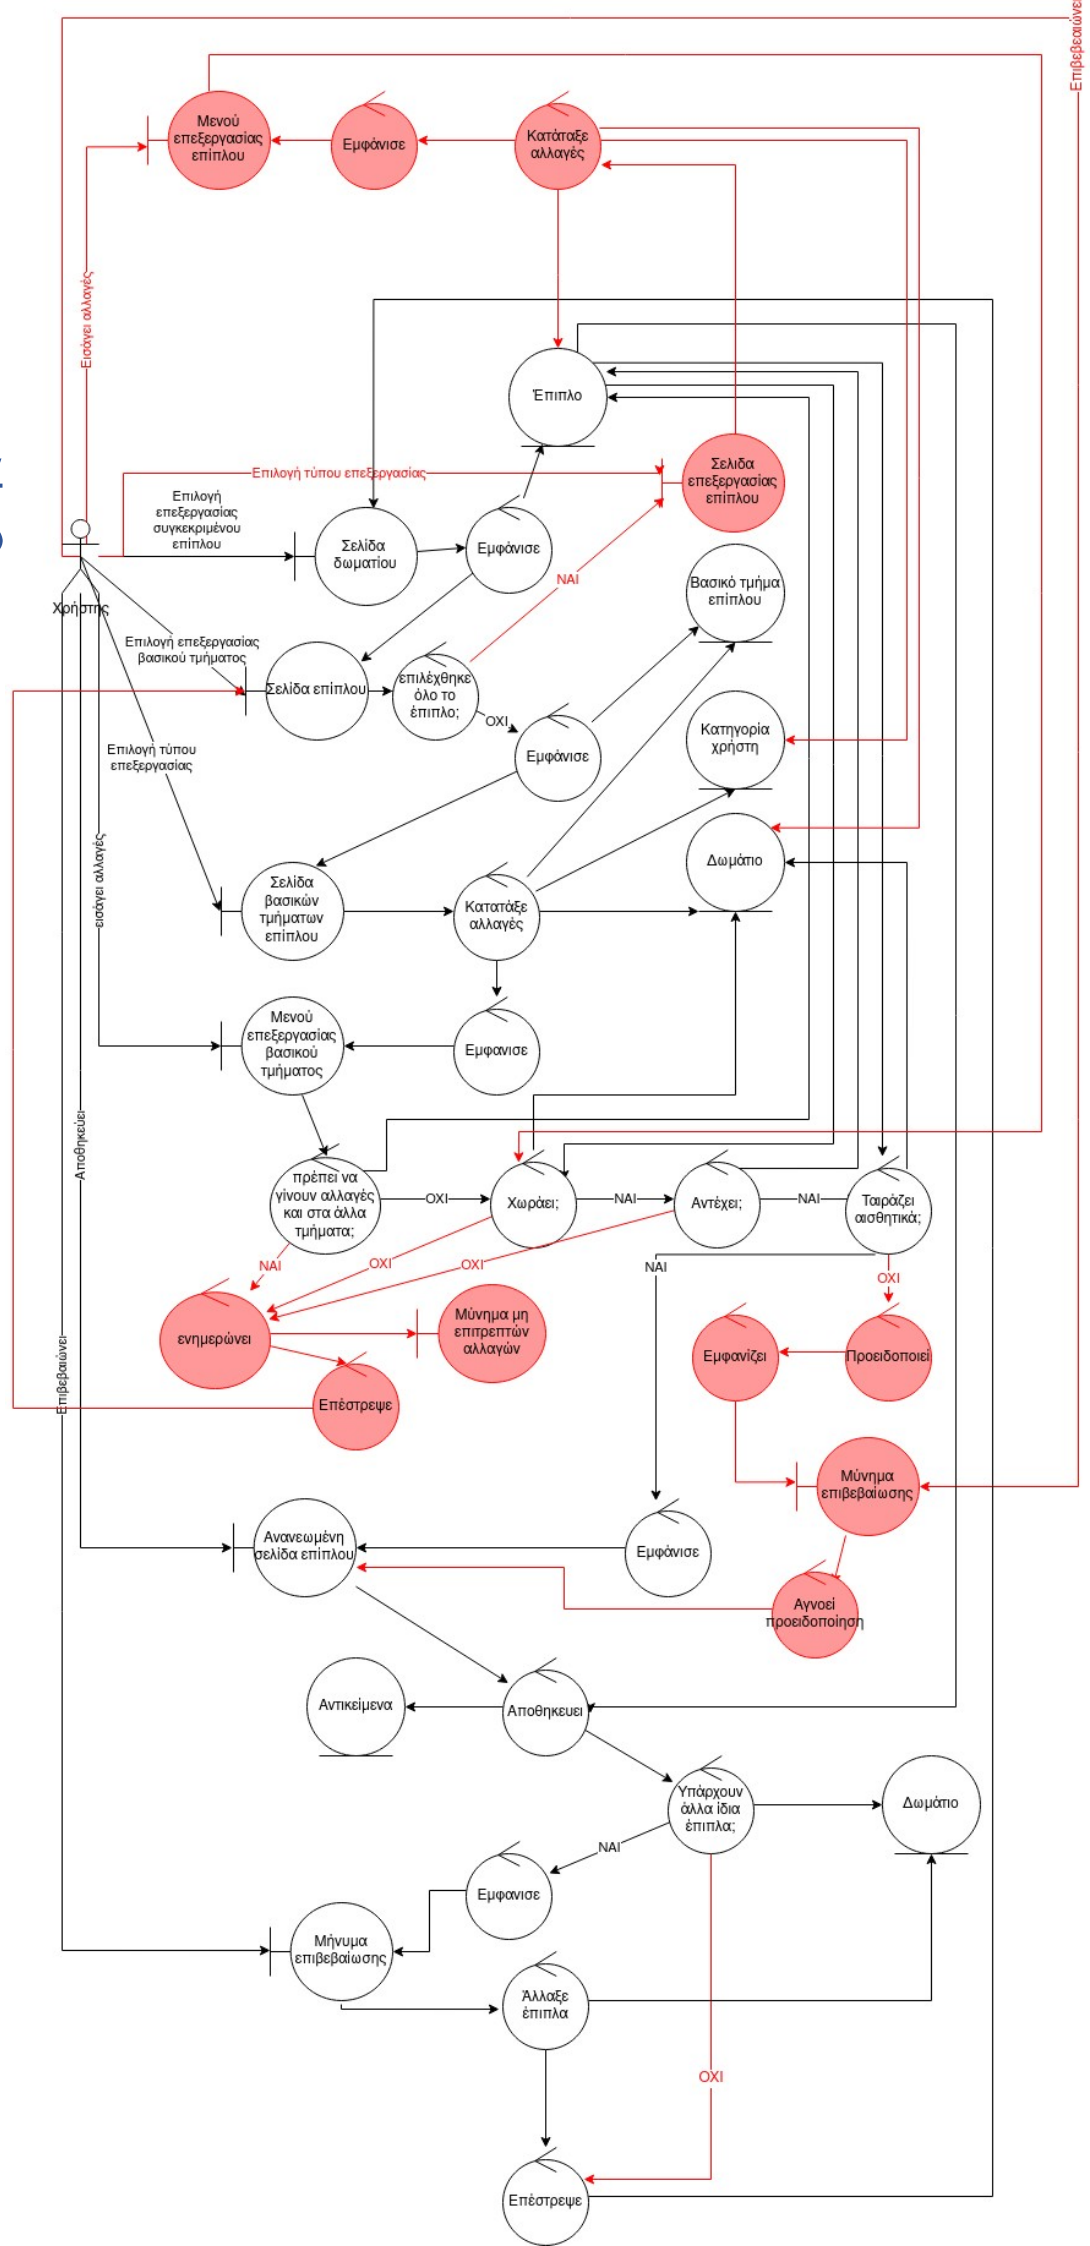 Επιβεβεαιώνει
Μενού
επεξεργασίας
επίπλου
Εμφάνισε
Κατάταξε
αλλαγές
Εισάγει αλλαγές
Έπιπλο
Επιλογή τύπου επεξεργασίας
Σελιδα
επεξεργασίας
επίπλου
Επιλογή
επεξεργασίας
συγκεκριμένου
επίπλου
Σελίδα
δωματίου
Εμφάνισε
ΝΑΙ
Βασικό τμήμα
επίπλου
Χρήστης
Επιλογή επεξεργασίας
βασικού τμήματος
Σελίδα επίπλου
επιλέχθηκε
όλο το
έπιπλο;
ΟΧΙ
Εμφάνισε
Κατηγορία
χρήστη
Επιλογή τύπου
επεξεργασίας
εισάγει αλλαγές
Σελίδα
βασικών
τμήματων
επίπλου
Κατατάξε
αλλαγές
Δωμάτιο
Μενού
επεξεργασίας
βασικού
τμήματος
Εμφανισε
Αποθηκεύει
πρέπει να
γίνουν αλλαγές
και στα άλλα
τμήματα;
ΟΧΙ
Χωράει;
ΝΑΙ
Αντέχει;
ΝΑΙ
Ταιράζει
αισθητικά;
ΝΑΙ
ΟΧΙ
ΟΧΙ
ΝΑΙ
ΟΧΙ
ενημερώνει
Μύνημα μη
επιτρεπτών
αλλαγών
Εμφανίζει
Προειδοποιεί
Επιβεβαιώνει
Επέστρεψε
Μύνημα
επιβεβαίωσης
Ανανεωμένη
σελίδα επίπλου
Εμφάνισε
Αγνοεί
προειδοποίηση
Αντικείμενα
Αποθηκευει
Υπάρχουν
άλλα ίδια
έπιπλα;
Δωμάτιο
ΝΑΙ
Εμφανισε
Μήνυμα
επιβεβαίωσης
Άλλαξε
έπιπλα
ΟΧΙ
Επέστρεψε